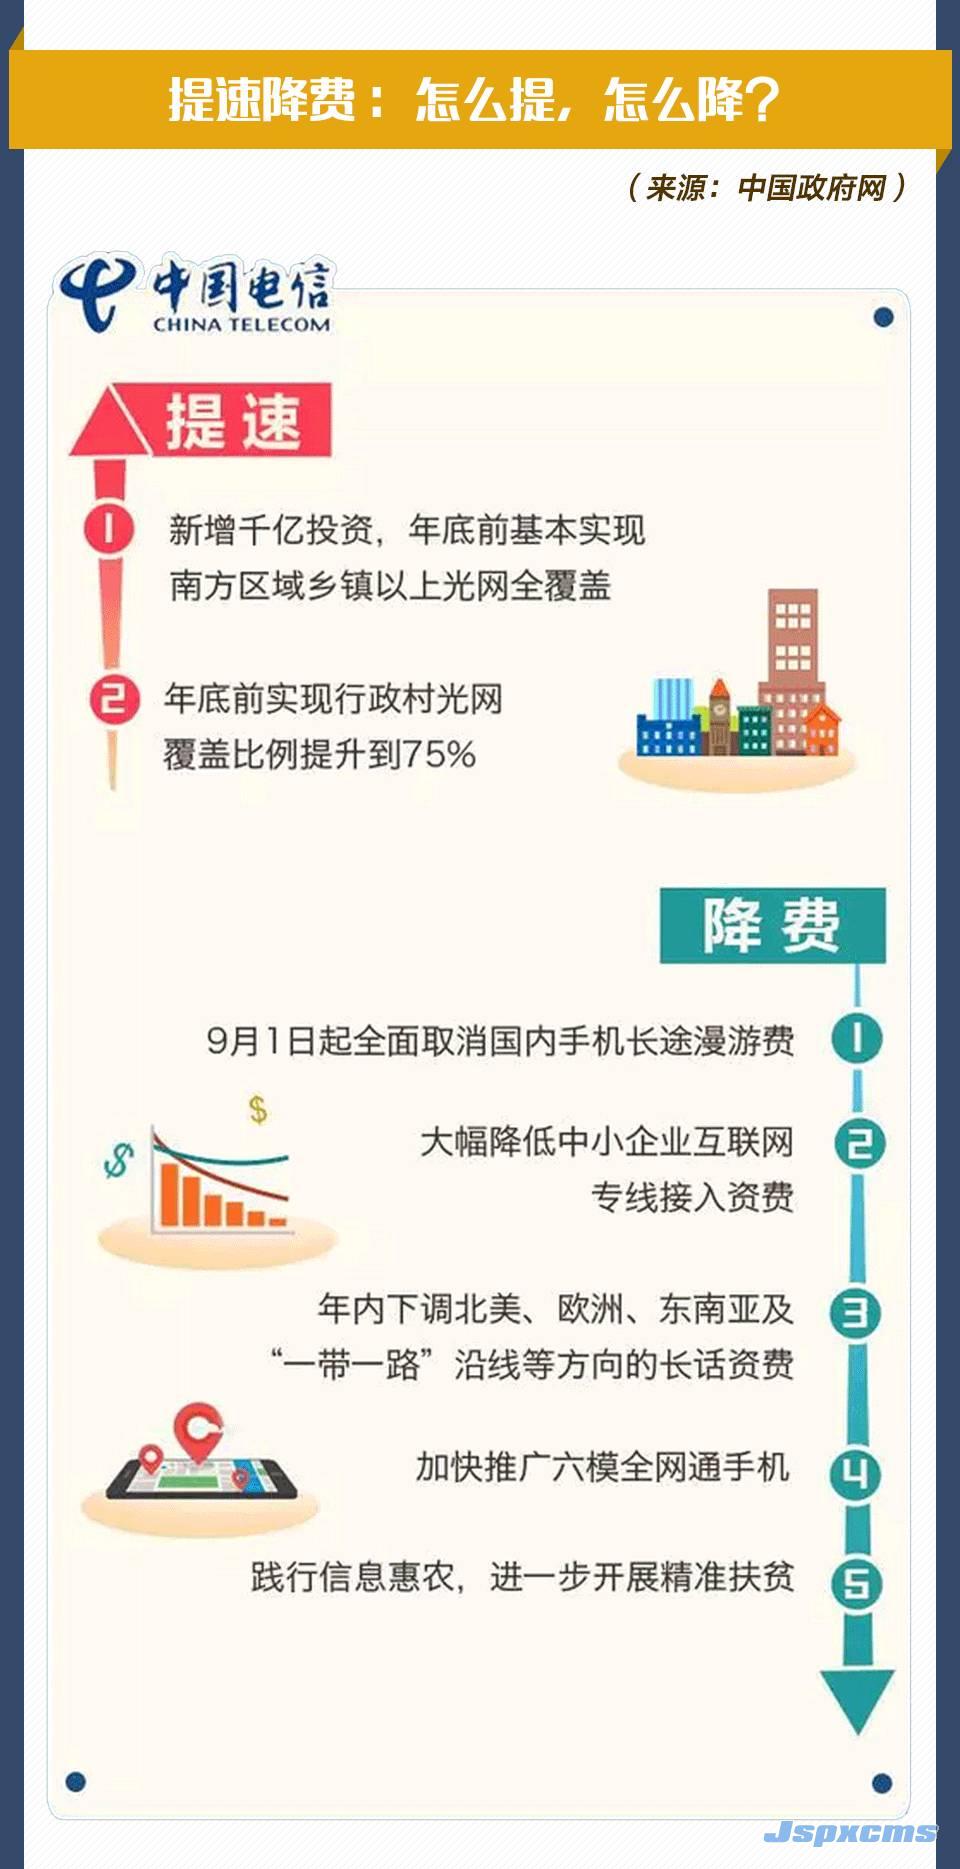 提速降费：怎么提，怎么降？
（来源：中国政府网）
中国电信
CHINA TELECOM
提速
1
新增千亿投资，年底前基本实现
南方区域乡镇以上光网全覆盖
2
年底前实现行政村光网
覆盖比例提升到75%
降费
9月1日起全面取消国内手机长途漫游费
1
大幅降低中小企业互联网
专线接入资费
2
年内下调北美、欧洲、东南亚及
“一带一路”沿线等方向的长话资费
3
加快推广六模全网通手机
4
践行信息惠农，进一步开展精准扶贫
5
Jspxcms